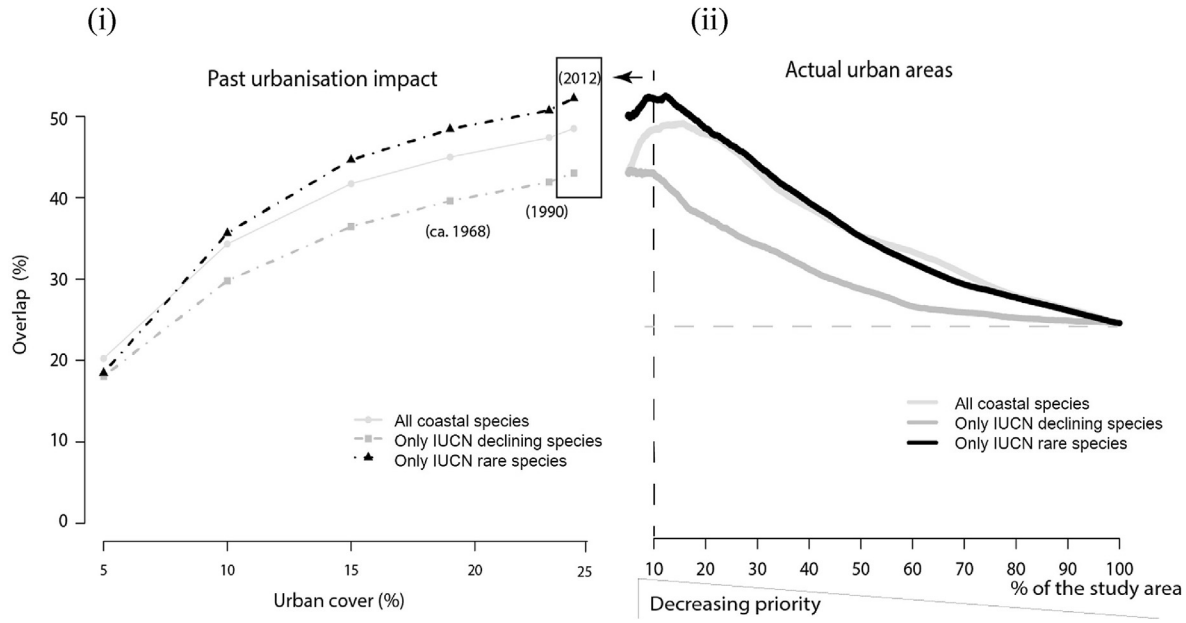 (i)
Past urbanisation impact
(2012)
(1990)
(ca. 1968)
50
40
30
20
10
0
Overlap (%)
All coastal species
Only IUCN declining species
Only IUCN rare species
5 10 15 20 25
Urban cover (%)
(ii)
Actual urban areas
All coastal species
Only IUCN declining species
Only IUCN rare species
10 20 30 40 50 60 70 80 90 100
% of the study area
Decreasing priority